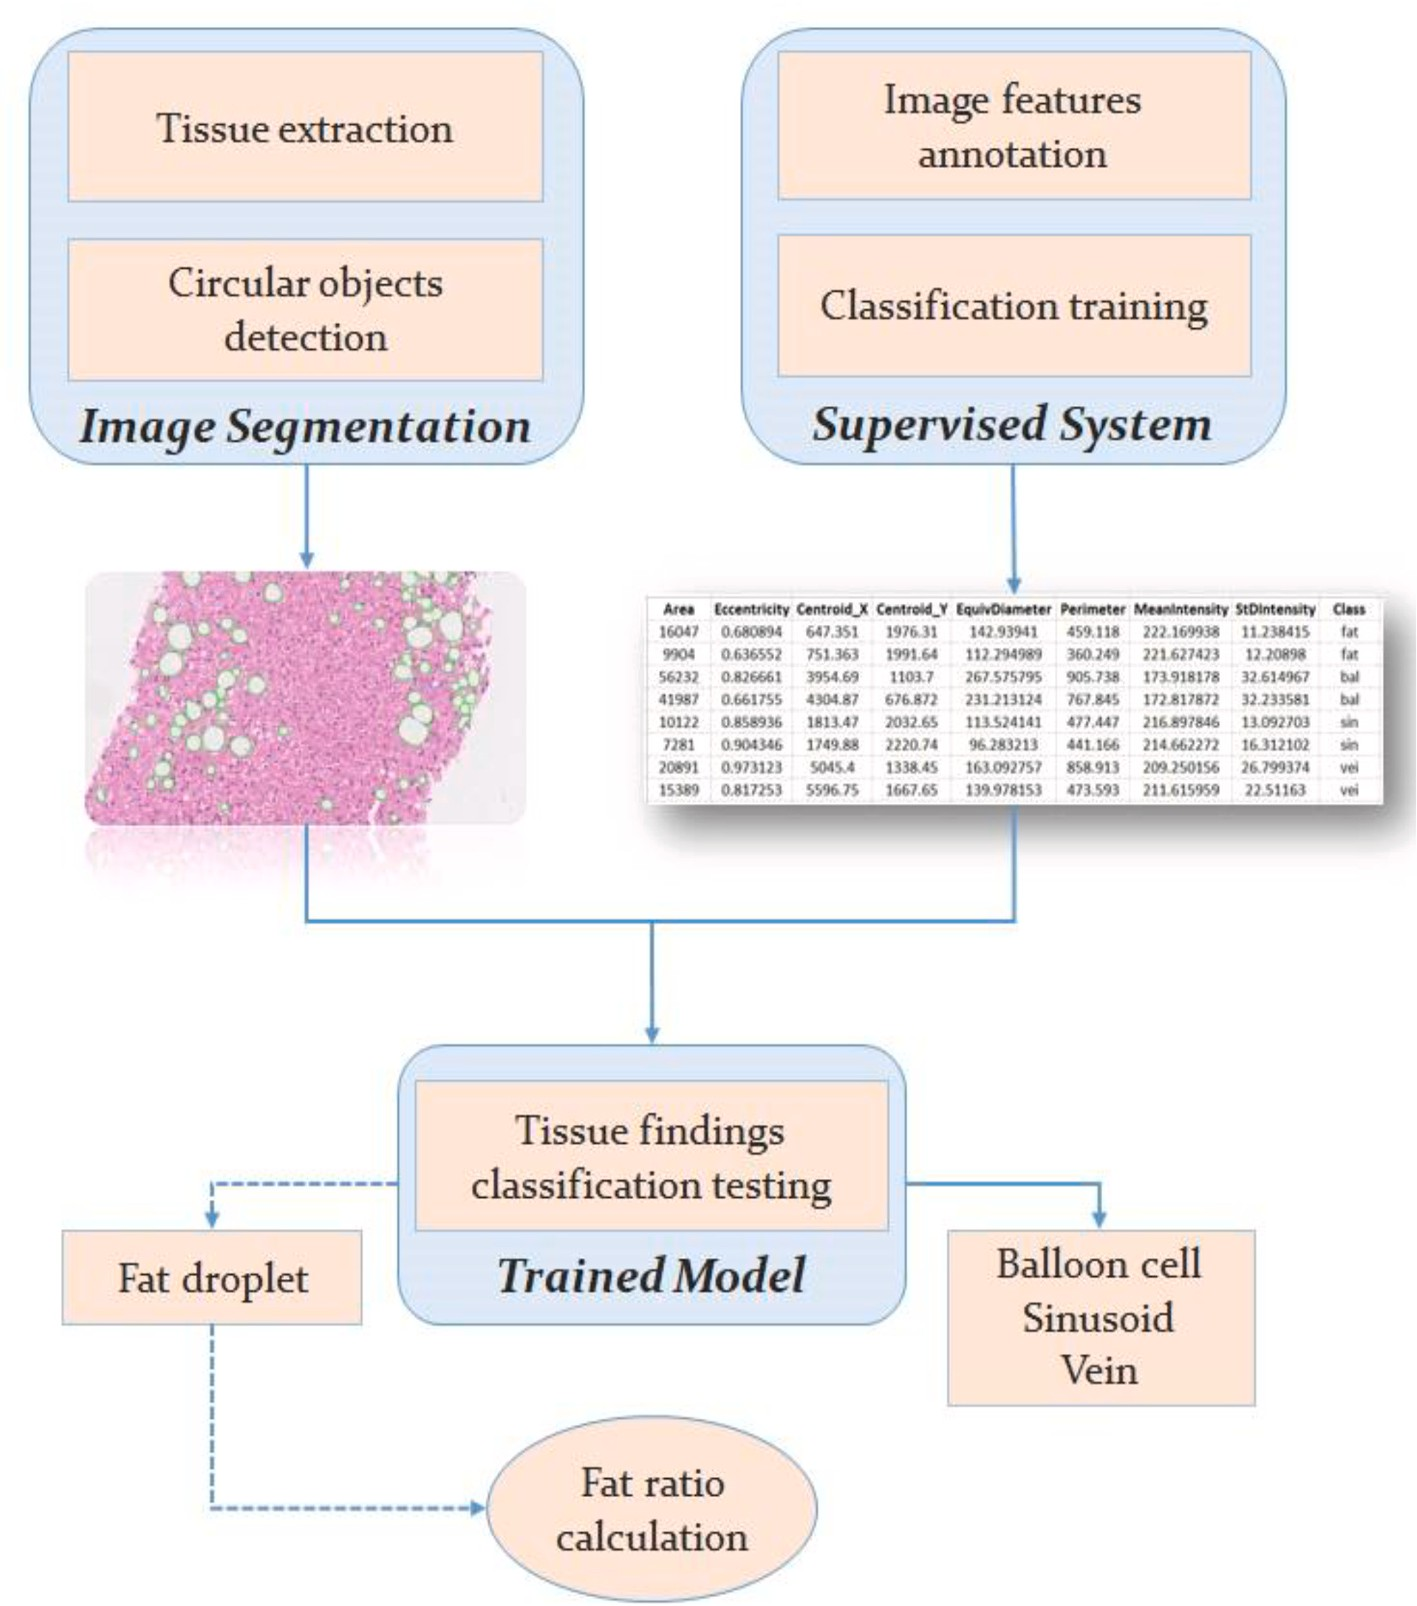 Tissue extraction
Circular objects
detection
Image Segmentation
Image features
annotation
Classification training
Supervised System
Area Eccentricity Centroid_X Centroid_Y EquivDiameter Perimeter MeanIntensity StDIntensity Class
16047 0.680894 647.351 1976.31 142.93941 459.118 222.169938 11.238415 fat
9904 0.636552 751.363 1991.64 112.294989 360.249 221.627423 12.20898 fat
56232 0.826661 3954.69 1103.7 267.575795 905.738 173.918178 32.614967 bal
41987 0.661755 4304.87 676.872 231.213124 767.845 172.817872 32.233581 bal
10122 0.858936 1813.47 2032.65 113.524141 477.447 216.897846 13.092703 sin
7281 0.904346 1749.88 2220.74 96.283213 441.166 214.662272 16.312102 sin
20891 0.973123 5045.4 1338.45 163.092757 858.913 209.250156 26.799374 vei
15389 0.817253 5596.75 1667.65 139.978153 473.593 211.615959 22.51163 vei
Tissue findings
classification testing
Trained Model
Fat droplet
Balloon cell
Sinusoid
Vein
Fat ratio
calculation